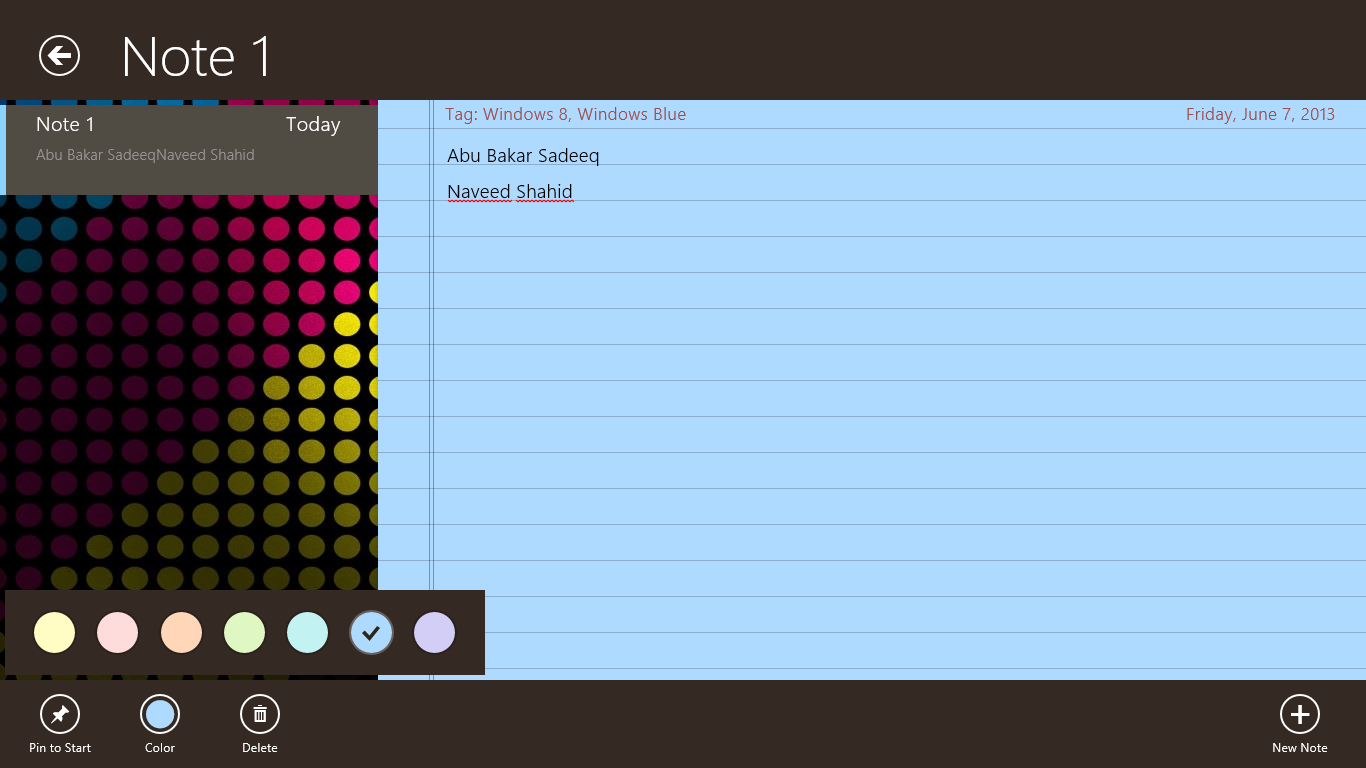 Note 1
Note 1 Today
Abu Bakar SadeeqNaveed Shahid
Tag: Windows 8, Windows Blue Friday, June 7, 2013
Abu Bakar Sadeeq
Naveed Shahid
Pin to Start Color Delete New Note